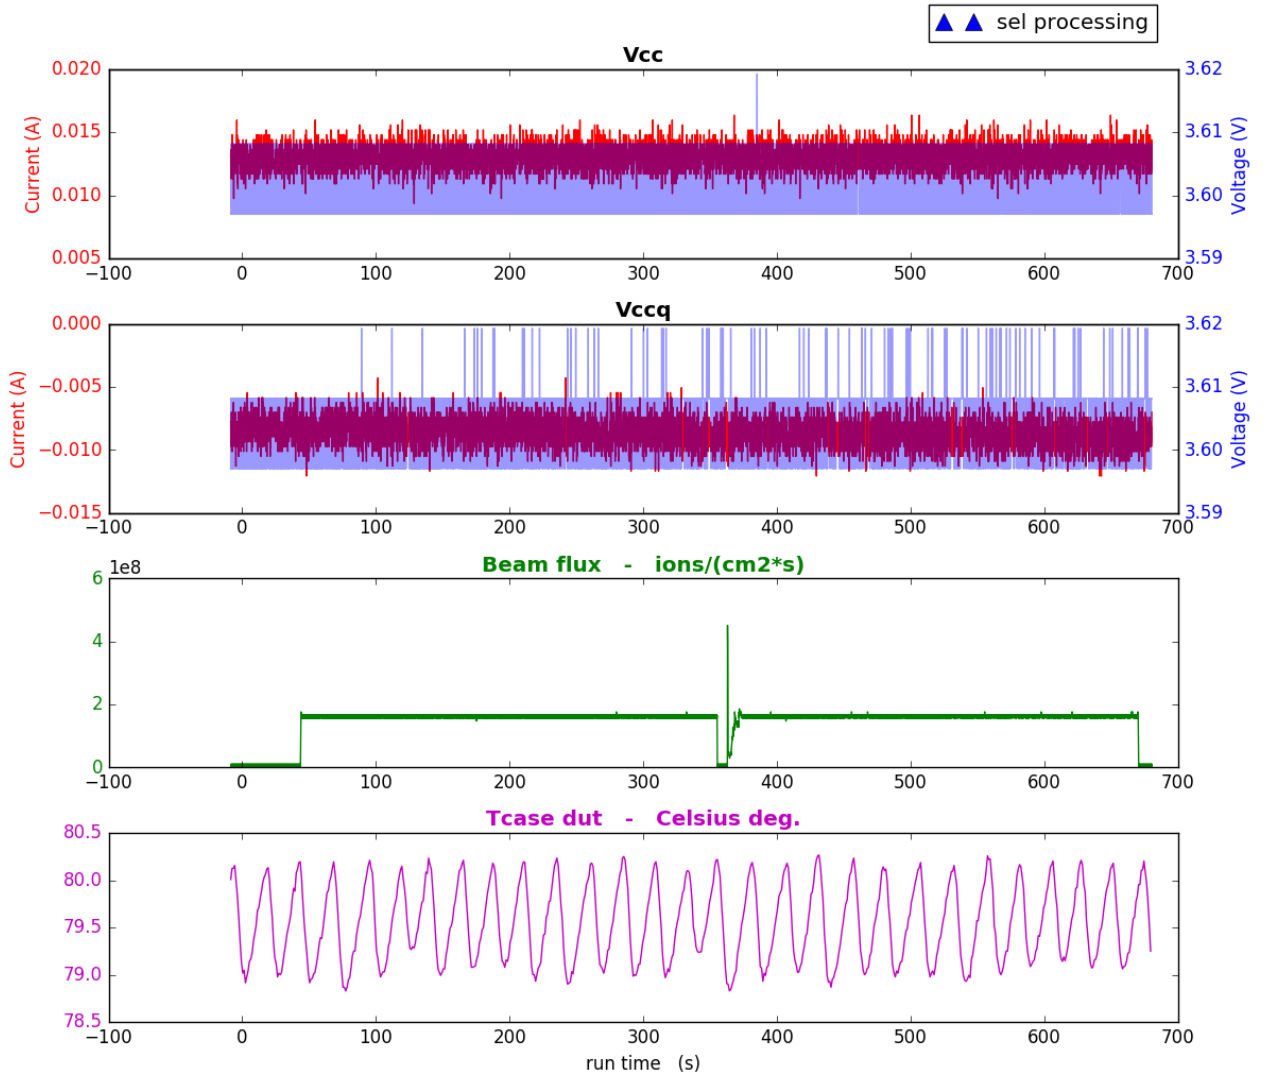 sel processing
Vcc
0.020
0.015
0.010
0.005
Current (A)
3.62
3.61
3.60
3.59
Voltage (V)
−100 0 100 200 300 400 500 600 700
Vccq
0.000
−0.005
−0.010
−0.015
Current (A)
3.62
3.61
3.60
3.59
Voltage (V)
−100 0 100 200 300 400 500 600 700
Beam flux - ions/(cm2*s)
1e8
6
4
2
0
−100 0 100 200 300 400 500 600 700
Tcase dut - Celsius deg.
80.5
80.0
79.5
79.0
78.5
−100 0 100 200 300 400 500 600 700
run time (s)